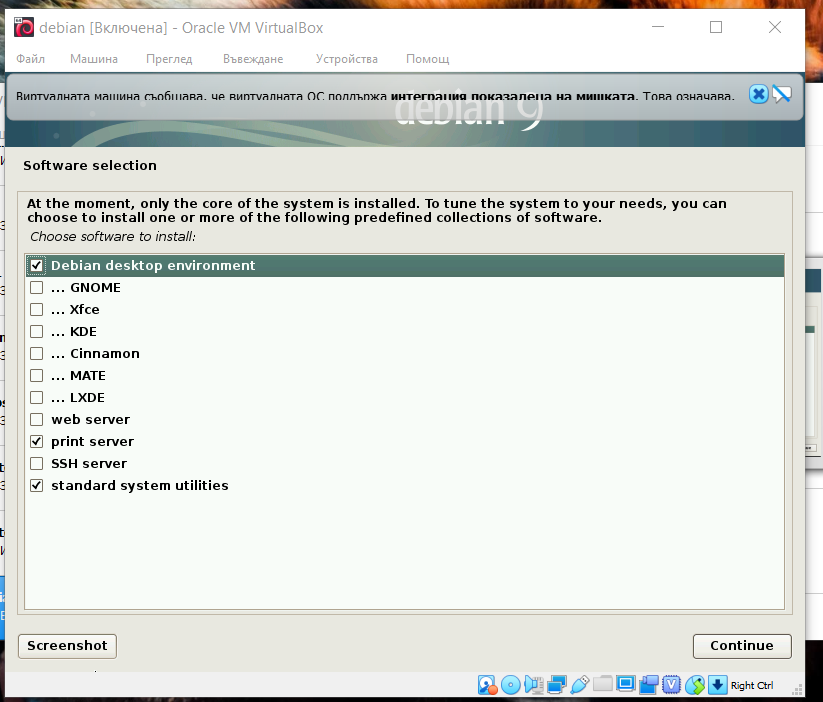 debian [Включена] - Oracle VM VirtualBox
Файл Машина Преглед Въвеждане Устройства Помощ
Виртуалната машина съобщава, че виртуалната ОС поддържа интеграция показалеца на мишката. Това означава,
debian 9
Software selection
At the moment, only the core of the system is installed. To tune the system to your needs, you can
choose to install one or more of the following predefined collections of software.
Choose software to install:
Debian desktop environment
... GNOME
... Xfce
... KDE
... Cinnamon
... MATE
... LXDE
web server
print server
SSH server
standard system utilities
Screenshot Continue
Right Ctrl